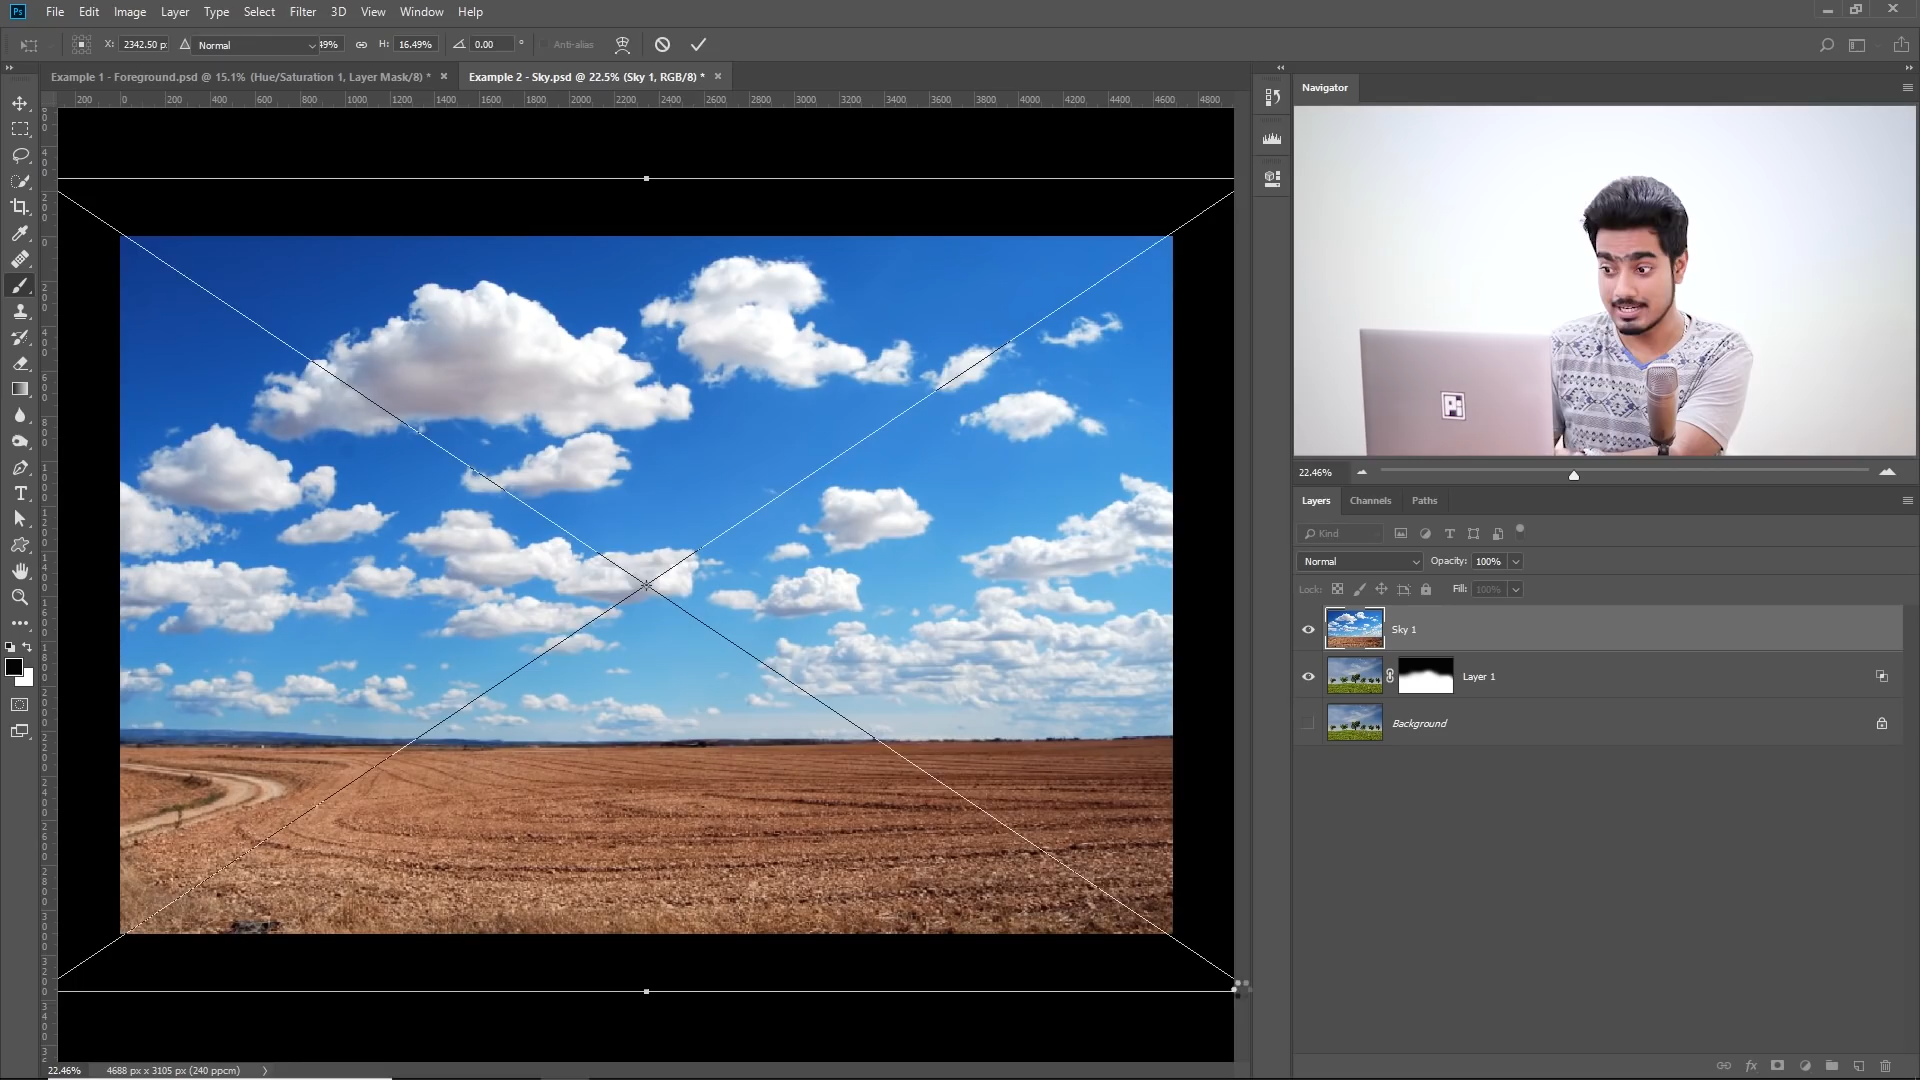 Ps File Edit Image Layer Type Select Filter 3D View Window Help
X: 2342.50 p Normal 49% H: 16.49% 0.00 ° Anti-alias
Example 1 - Foreground.psd @ 15.1% (Hue/Saturation 1, Layer Mask/8) * × Example 2 - Sky.psd @ 22.5% (Sky 1, RGB/8) * ×
200 0 200 400 600 800 1000 1200 1400 1600 1800 2000 2200 2400 2600 2800 3000 3200 3400 3600 3800 4000 4200 4400 4600 4800
Navigator
22.46%
Layers Channels Paths
Kind
Normal Opacity: 100%
Lock: Fill: 100%
Sky 1
Layer 1
Background
fx
22.46% 4688 px x 3105 px (240 ppcm)